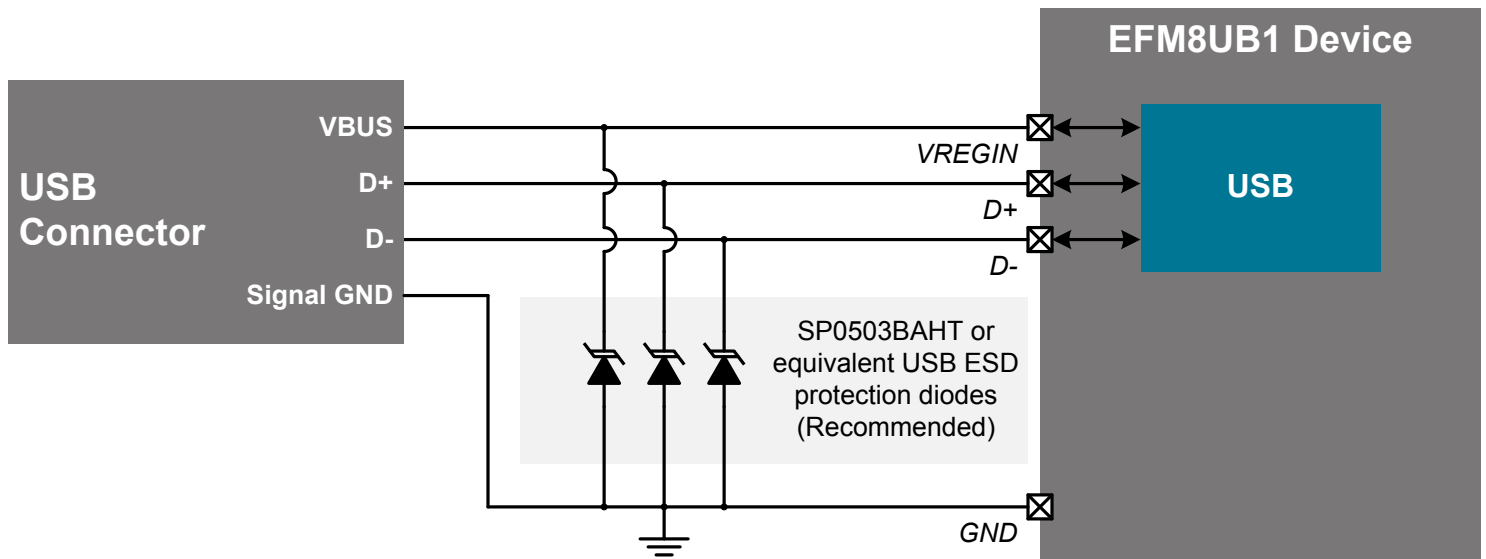 EFM8UB1 Device
VBUS
VREGIN
USB
Connector
D+
D+
USB
D-
D-
Signal GND
SP0503BAHT or
equivalent USB ESD
protection diodes
(Recommended)
GND